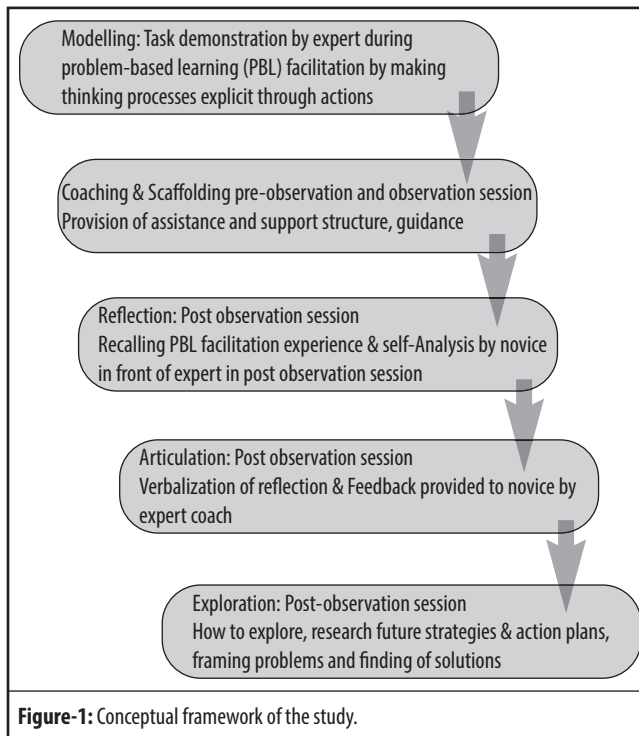 Modelling: Task demonstration by expert during
problem-based learning (PBL) facilitation by making
thinking processes explicit through actions
Coaching & Scaffolding pre-observation and observation session
Provision of assistance and support structure, guidance
Reflection: Post observation session
Recalling PBL facilitation experience & self-Analysis by novice
in front of expert in post observation session
Articulation: Post observation session
Verbalization of reflection & Feedback provided to novice by
expert coach
Exploration: Post-observation session
How to explore, research future strategies & action plans,
framing problems and finding of solutions
Figure-1: Conceptual framework of the study.